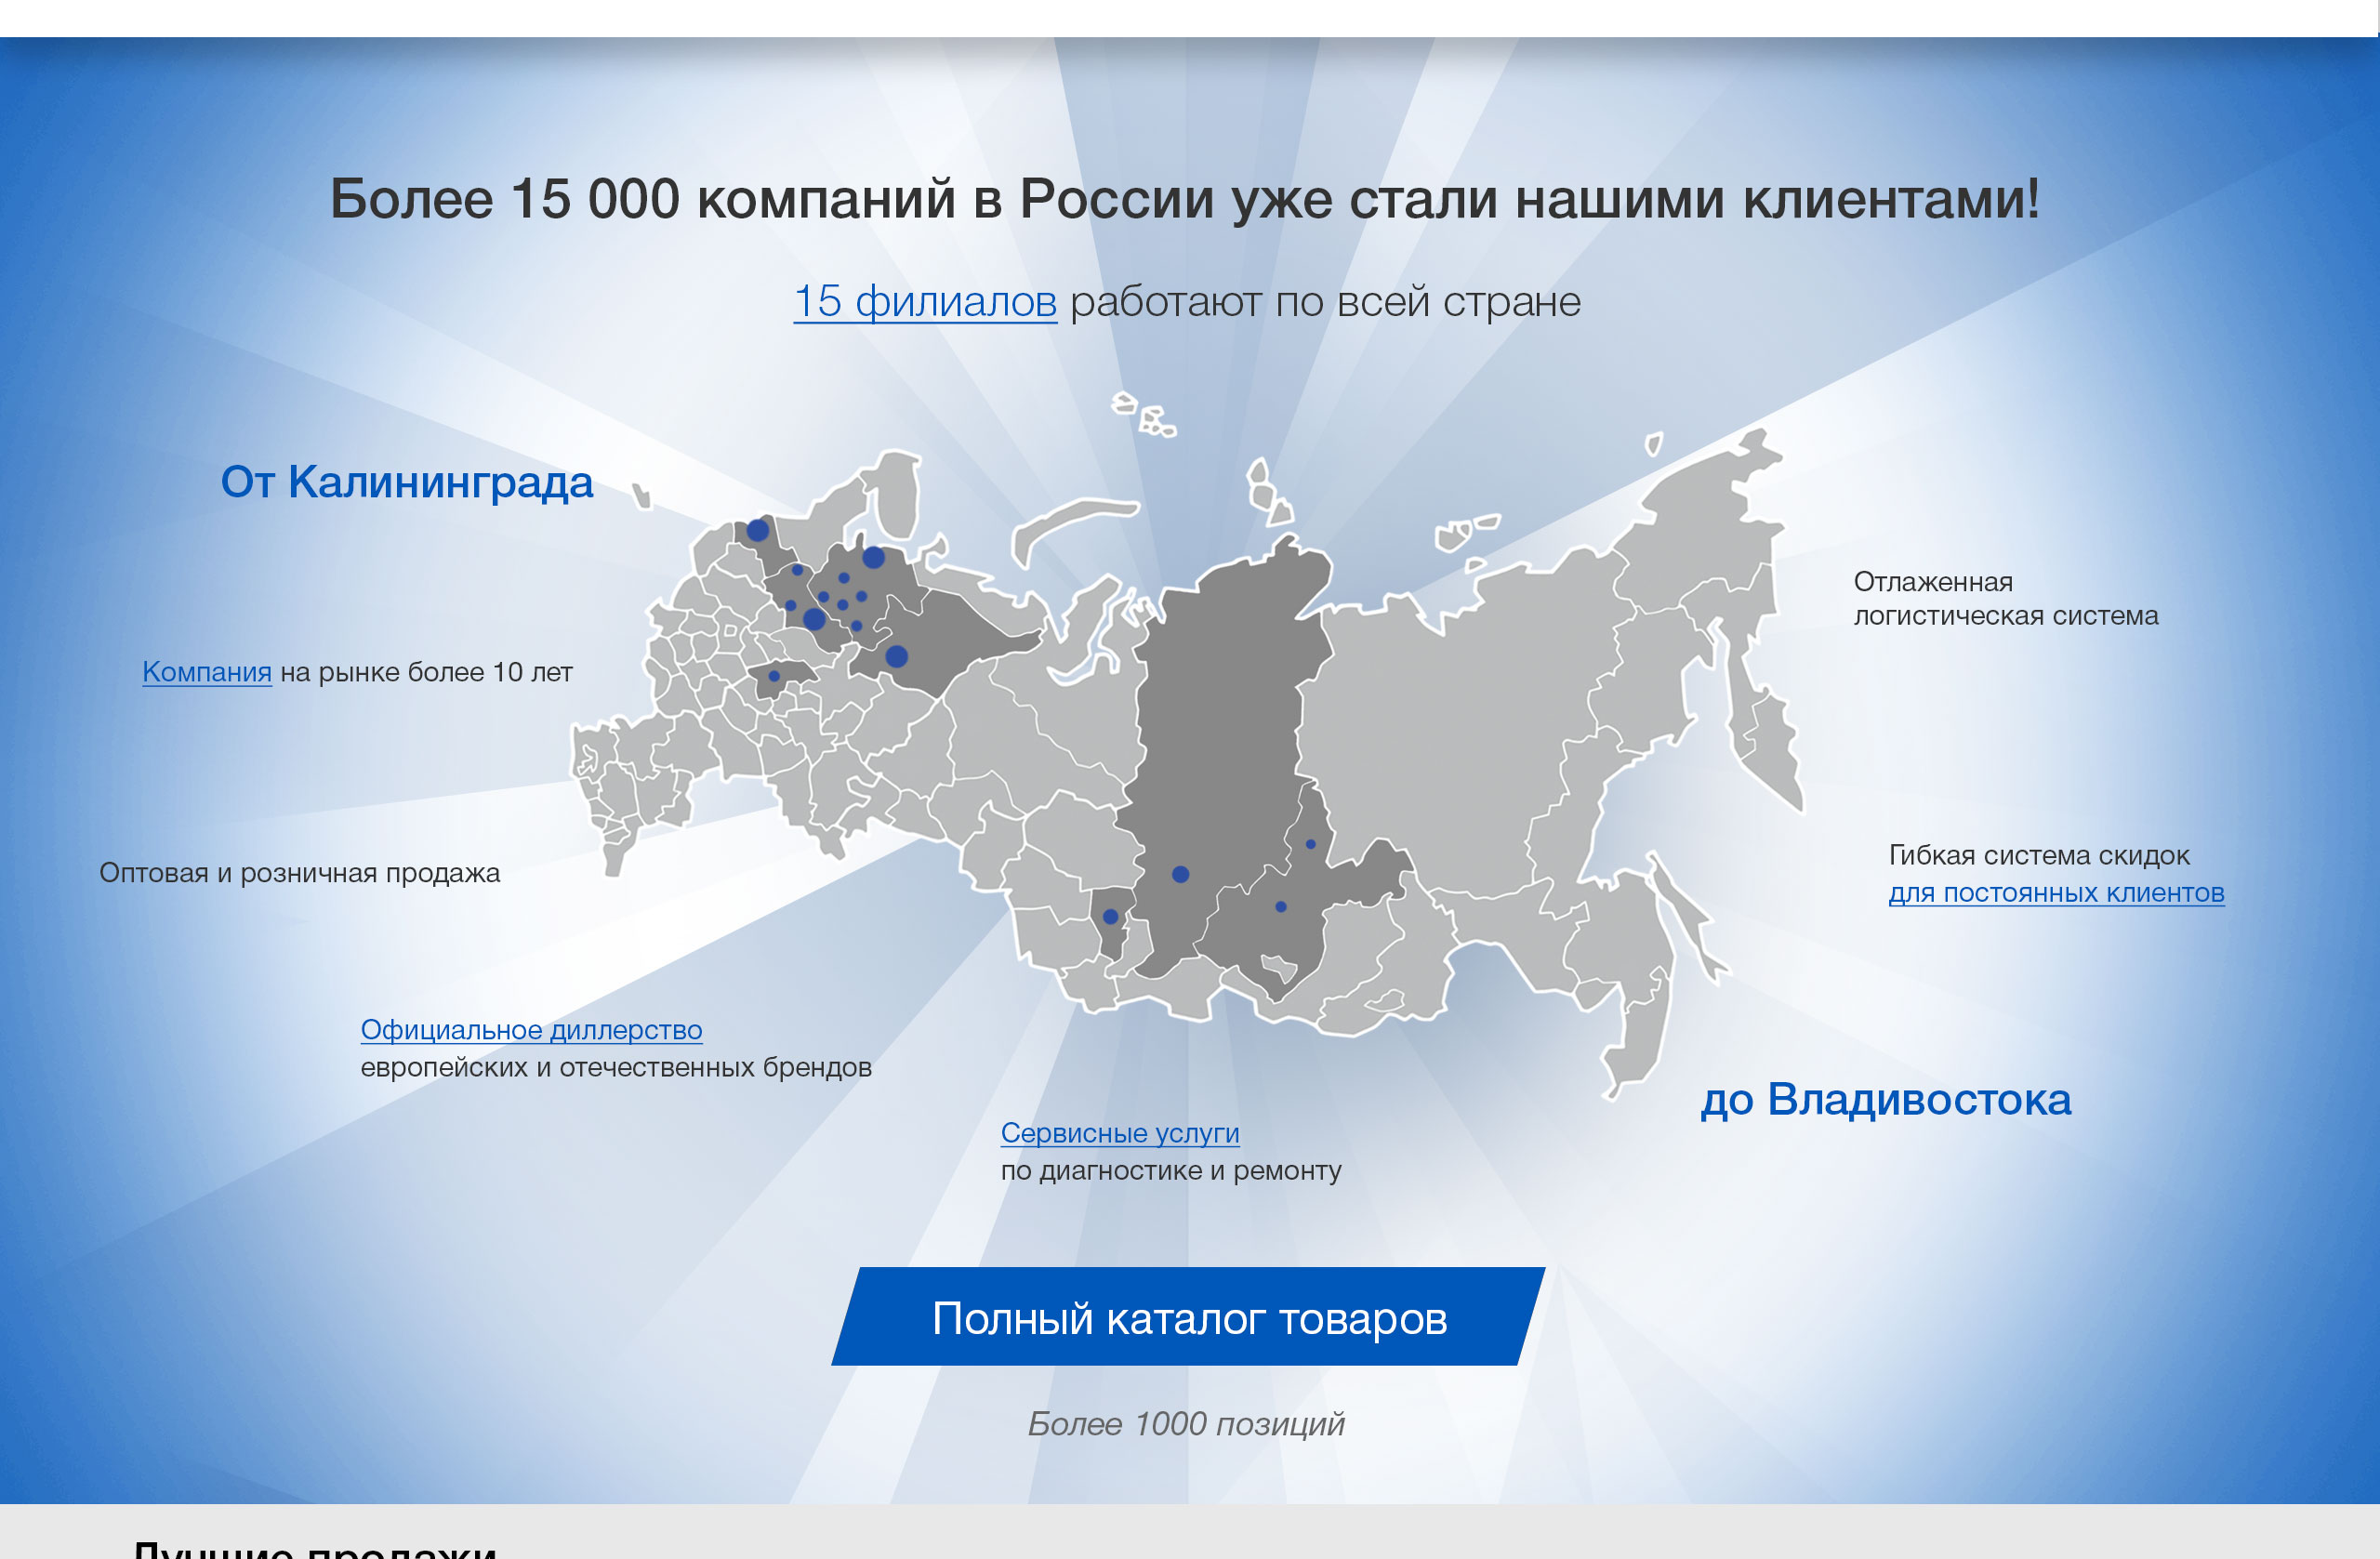 Более 15 000 компаний в России уже стали нашими клиентами!
15 филиалов работают по всей стране
От Калининграда
Отлаженная
логистическая система
Компания на рынке более 10 лет
Гибкая система скидок
для постоянных клиентов
Оптовая и розничная продажа
Официальное диллерство
европейских и отечественных брендов
до Владивостока
Сервисные услуги
по диагностике и ремонту
Полный каталог товаров
Более 1000 позиций
Лучшие продажи